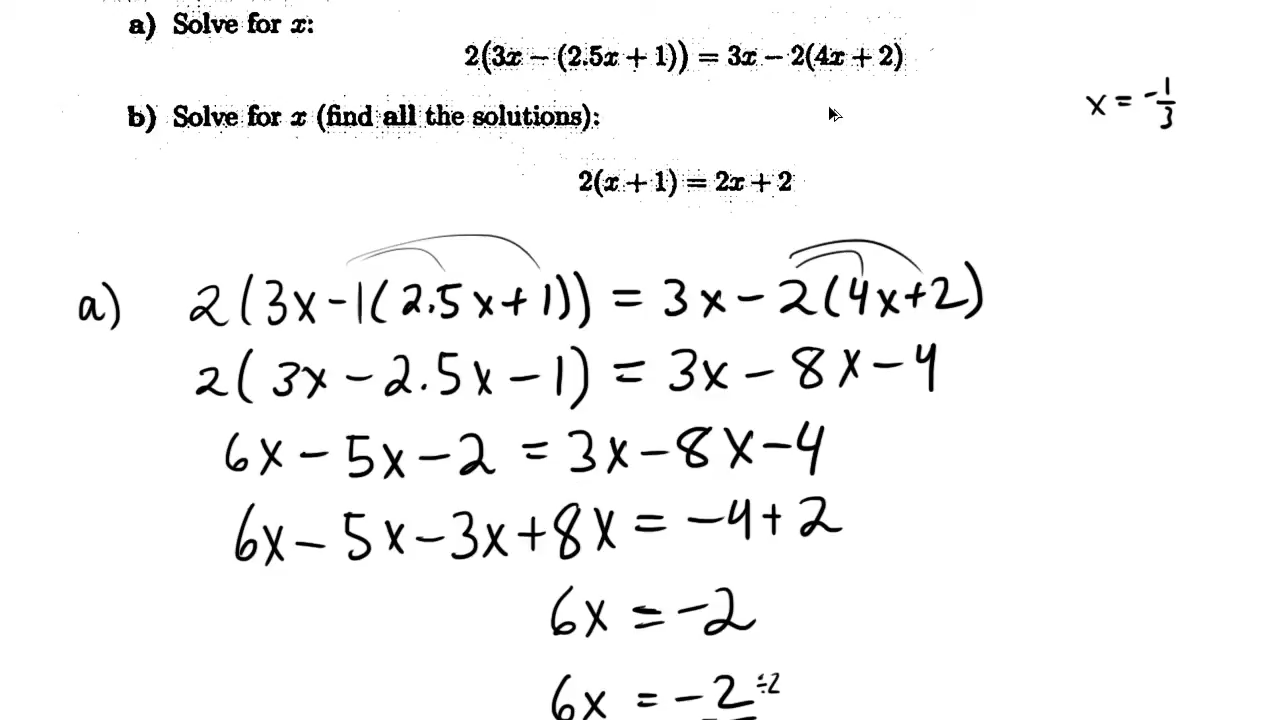 a) Solve for x:
2(3x − (2.5x + 1)) = 3x − 2(4x + 2)
b) Solve for x (find all the solutions):
x = -1/3
2(x + 1) = 2x + 2
a) 2(3x-1(2.5x+1)) = 3x-2(4x+2)
2(3x-2.5x-1) = 3x-8x-4
6x-5x-2 = 3x-8x-4
6x-5x-3x+8x = -4+2
6x = -2
6x = -2 ÷2